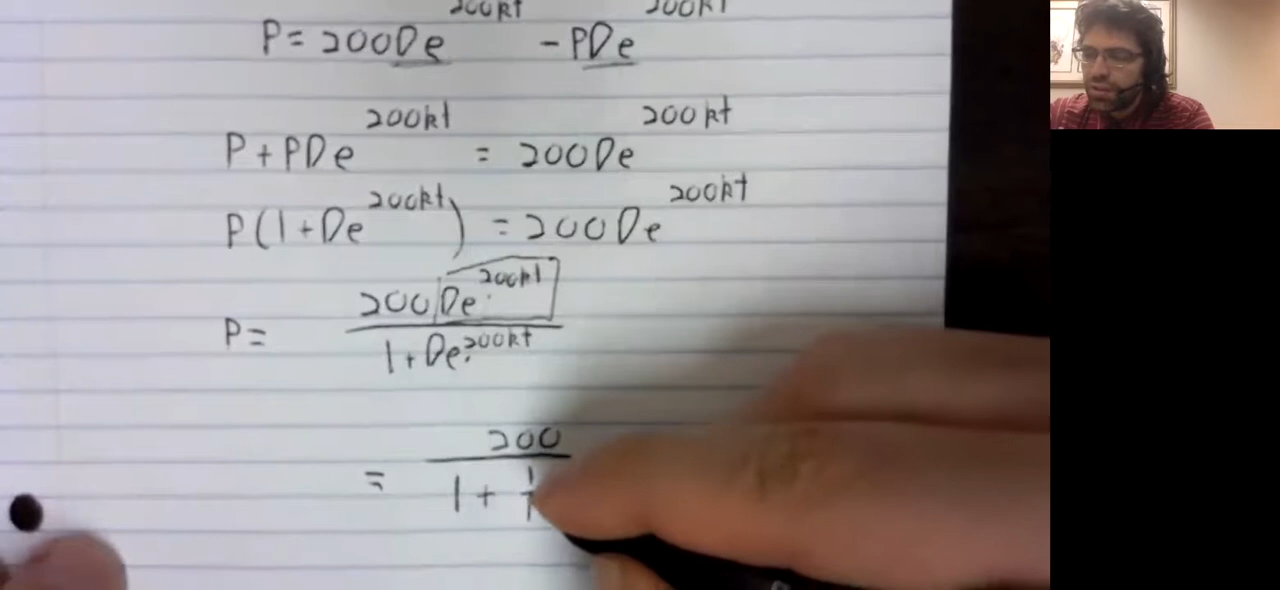 P = 200De^200kt - PDe^200kt
P + PDe^200kt = 200De^200kt
P(1 + De^200kt) = 200De^200kt
P = 200De^200kt / 1 + De^200kt
= 200 / 1 + 1